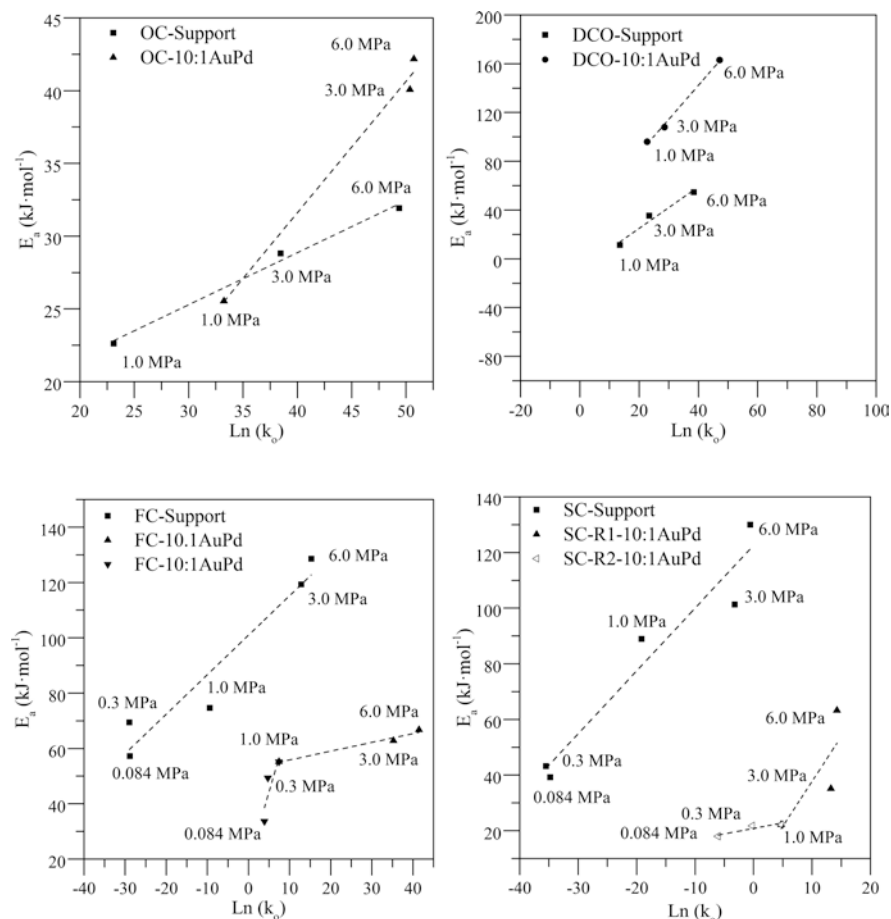 OC-Support
OC-10:1AuPd
45
40
35
30
25
20
6.0 MPa
3.0 MPa
6.0 MPa
3.0 MPa
1.0 MPa
1.0 MPa
Eₐ (kJ·mol⁻¹)
20 25 30 35 40 45 50
Ln (kₒ)
DCO-Support
DCO-10:1AuPd
200
160
120
80
40
0
-40
-80
6.0 MPa
3.0 MPa
1.0 MPa
6.0 MPa
3.0 MPa
1.0 MPa
Eₐ (kJ·mol⁻¹)
-20 0 20 40 60 80 100
Ln (kₒ)
FC-Support
FC-10.1AuPd
FC-10:1AuPd
140
120
100
80
60
40
20
6.0 MPa
3.0 MPa
0.3 MPa
1.0 MPa
0.084 MPa
6.0 MPa
1.0 MPa
3.0 MPa
0.3 MPa
0.084 MPa
Eₐ (kJ·mol⁻¹)
-40 -30 -20 -10 0 10 20 30 40
Ln (kₒ)
SC-Support
SC-R1-10:1AuPd
SC-R2-10:1AuPd
140
120
100
80
60
40
20
6.0 MPa
3.0 MPa
1.0 MPa
0.3 MPa
0.084 MPa
6.0 MPa
3.0 MPa
0.3 MPa
0.084 MPa
1.0 MPa
Eₐ (kJ·mol⁻¹)
-40 -30 -20 -10 0 10 20
Ln (kₒ)